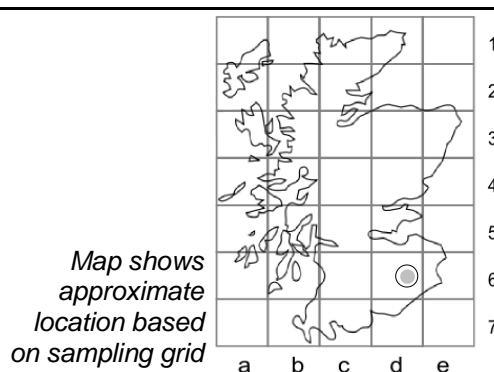 1
2
3
4
5
6
7
Map shows
approximate
location based
on sampling grid
a b c d e